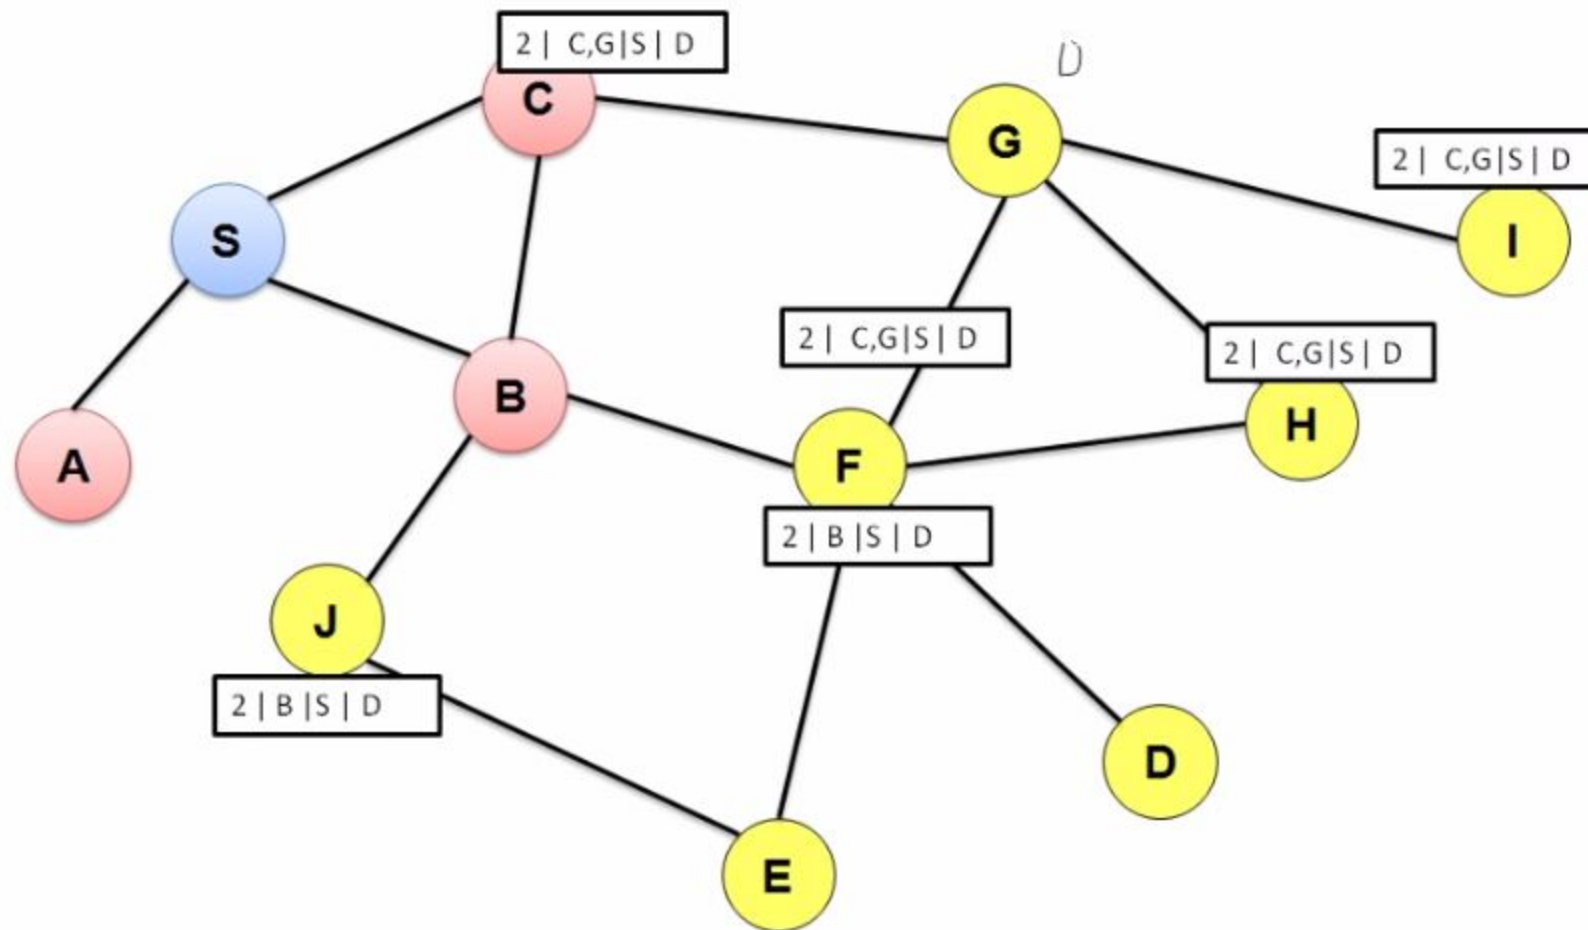 2 | C,G|S| D
C
D
G
2 | C,G|S| D
I
S
2 | C,G|S| D
2 | C,G|S| D
B
H
A
F
2 | B |S | D
J
2 | B |S | D
D
E